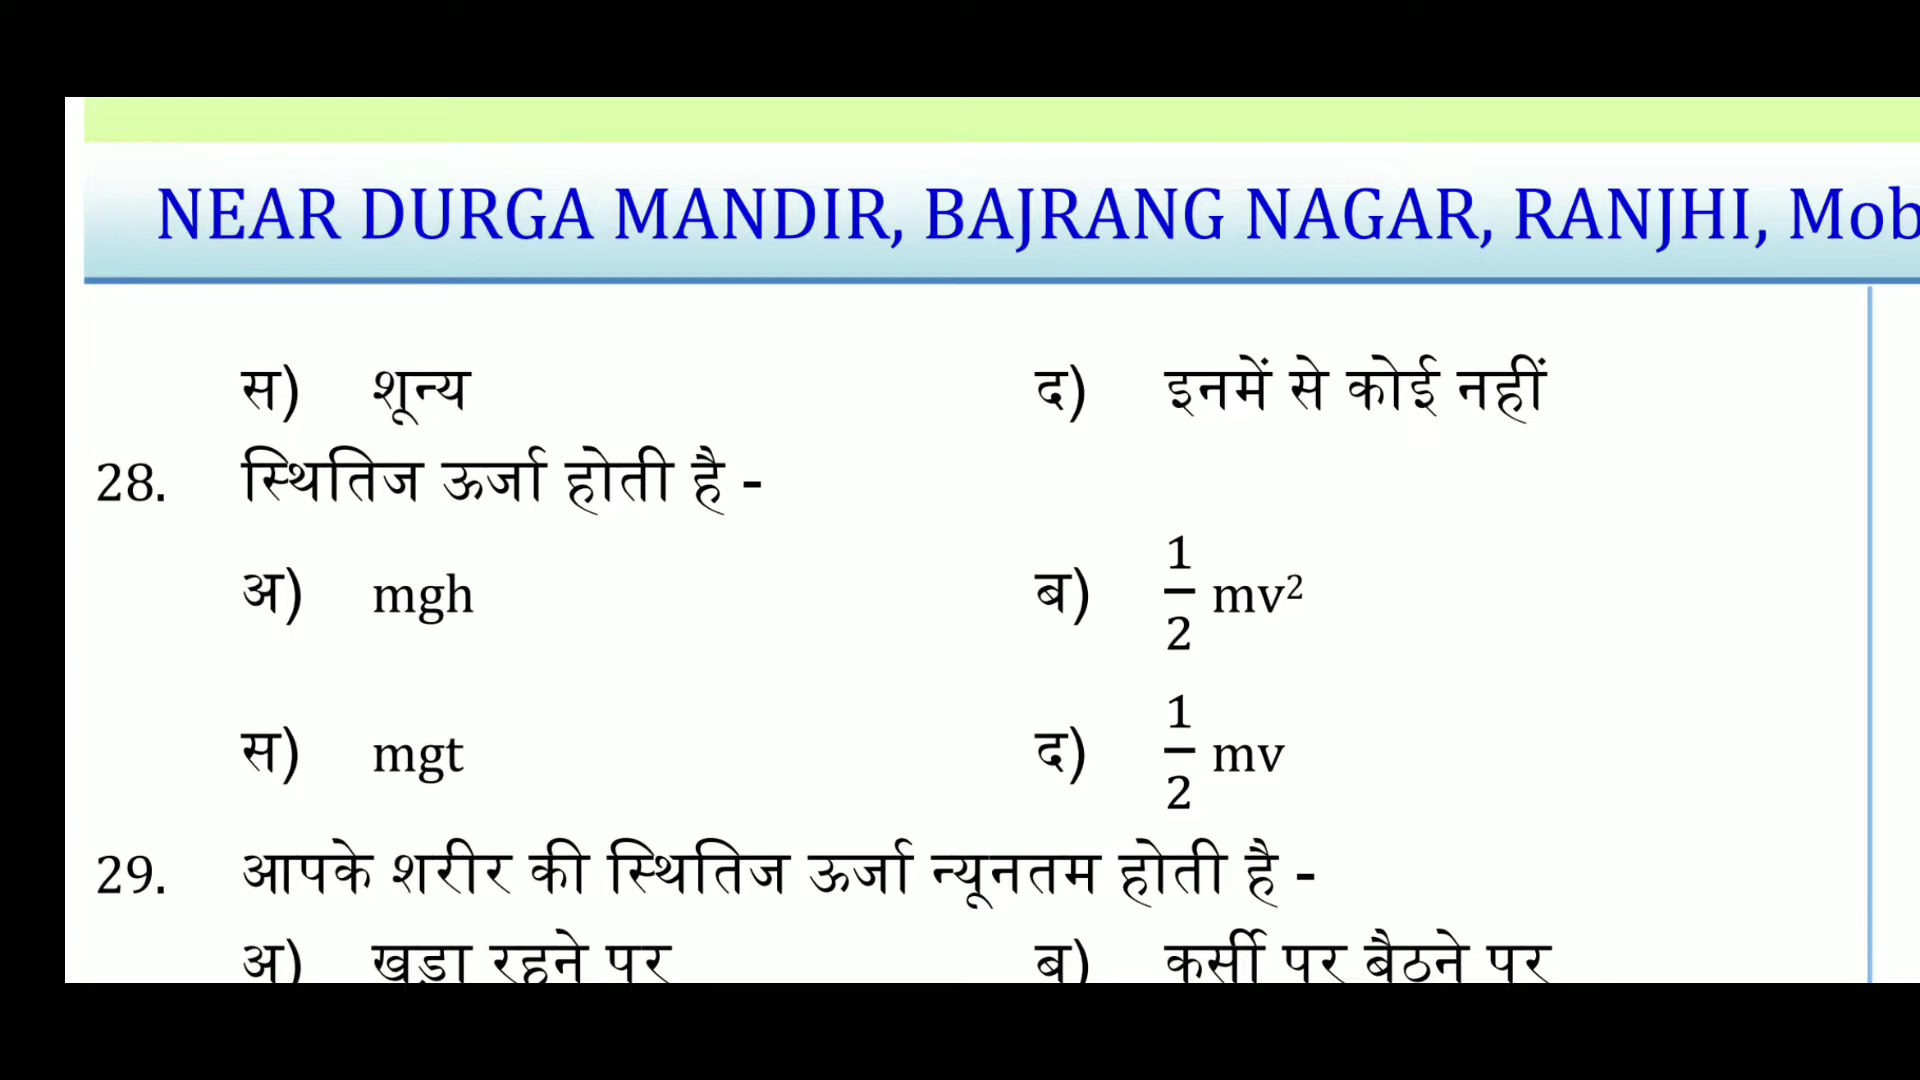 NEAR DURGA MANDIR, BAJRANG NAGAR, RANJHI, Mob
स) शून्य द) इनमें से कोई नहीं
28. स्थितिज ऊर्जा होती है -
अ) mgh ब) 1/2 mv²
स) mgt द) 1/2 mv
29. आपके शरीर की स्थितिज ऊर्जा न्यूनतम होती है -
अ) खड़ा रहने पर ब) कुर्सी पर बैठने पर